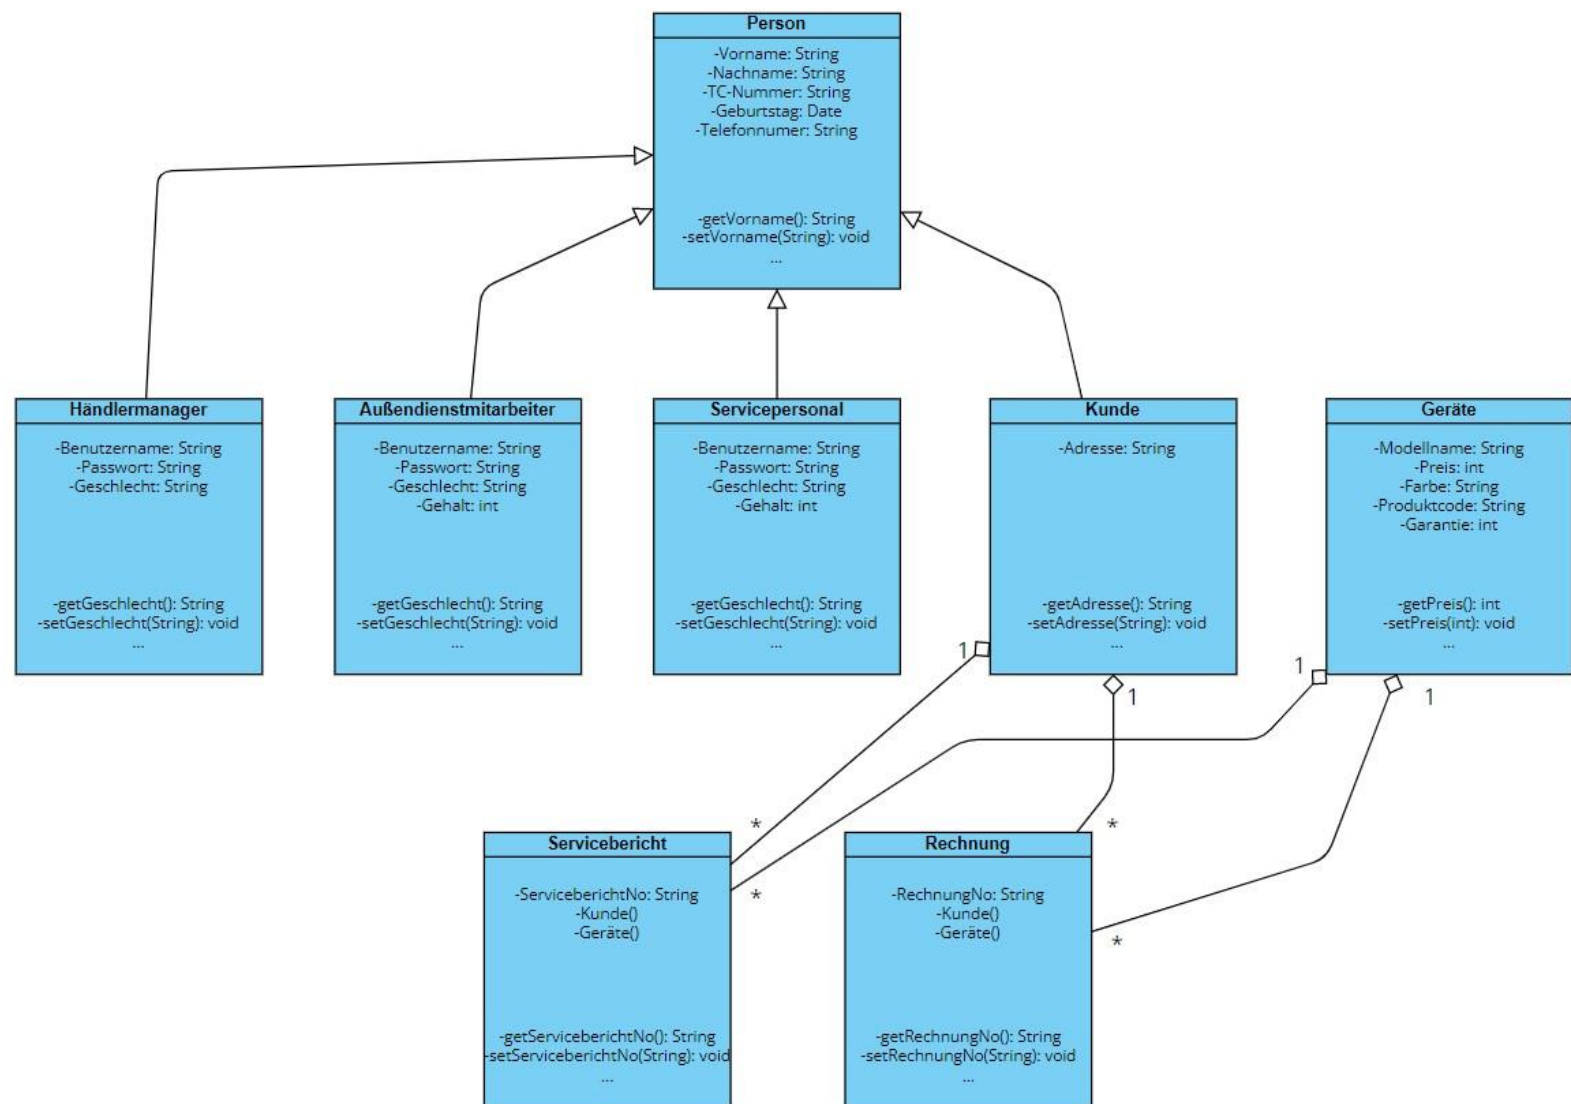 Person
-Vorname: String
-Nachname: String
-TC-Nummer: String
-Geburtstag: Date
-Telefonnumer: String
-getVorname(): String
-setVorname(String): void
...
Händlermanager
-Benutzername: String
-Passwort: String
-Geschlecht: String
-getGeschlecht(): String
-setGeschlecht(String): void
...
Außendienstmitarbeiter
-Benutzername: String
-Passwort: String
-Geschlecht: String
-Gehalt: int
-getGeschlecht(): String
-setGeschlecht(String): void
...
Servicepersonal
-Benutzername: String
-Passwort: String
-Geschlecht: String
-Gehalt: int
-getGeschlecht(): String
-setGeschlecht(String): void
...
Kunde
-Adresse: String
-getAdresse(): String
-setAdresse(String): void
...
Geräte
-Modellname: String
-Preis: int
-Farbe: String
-Produktcode: String
-Garantie: int
-getPreis(): int
-setPreis(int): void
...
1
1
1
1
*
*
*
*
Servicebericht
-ServiceberichtNo: String
-Kunde()
-Geräte()
-getServiceberichtNo(): String
-setServiceberichtNo(String): void
...
Rechnung
-RechnungNo: String
-Kunde()
-Geräte()
-getRechnungNo(): String
-setRechnungNo(String): void
...